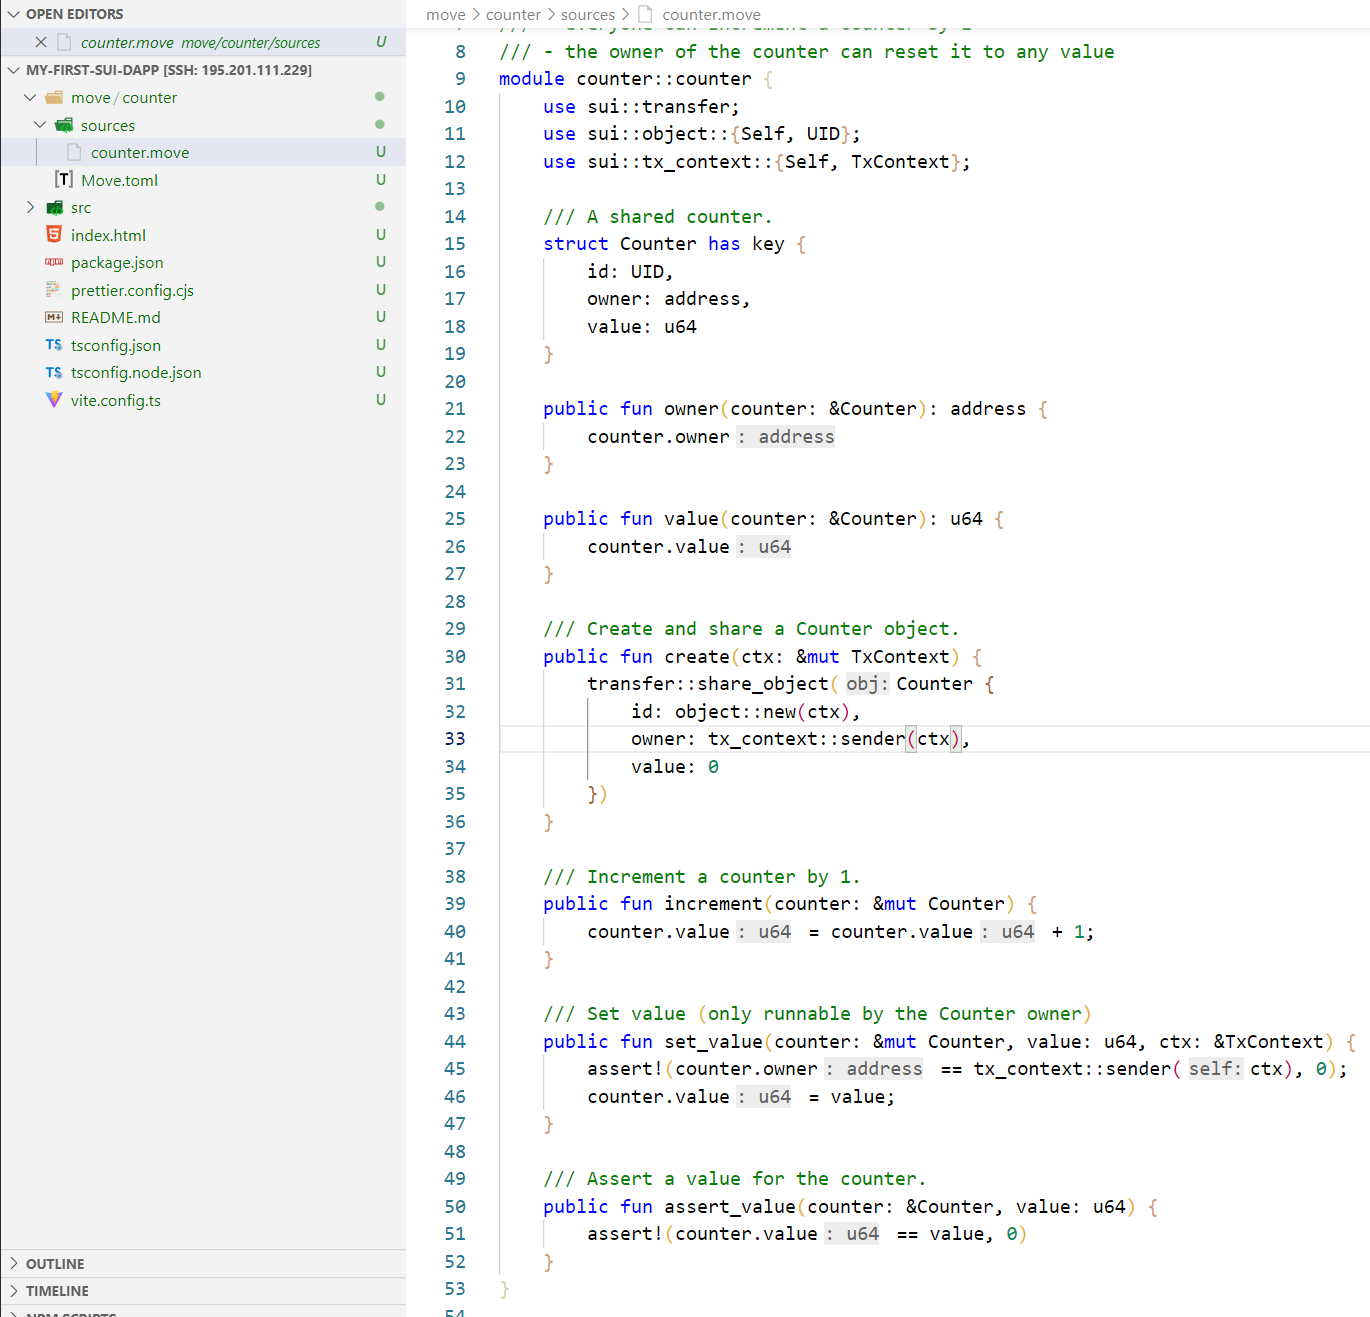 OPEN EDITORS
counter.move move/counter/sources U
MY-FIRST-SUI-DAPP [SSH: 195.201.111.229]
move / counter
sources
counter.move U
[T] Move.toml U
src
index.html U
package.json U
prettier.config.cjs U
README.md U
TS tsconfig.json U
TS tsconfig.node.json U
vite.config.ts U
OUTLINE
TIMELINE
NPM SCRIPTS
move > counter > sources > counter.move
7 /// - everyone can increment a counter by 1
8 /// - the owner of the counter can reset it to any value
9 module counter::counter {
10     use sui::transfer;
11     use sui::object::{Self, UID};
12     use sui::tx_context::{Self, TxContext};
13
14     /// A shared counter.
15     struct Counter has key {
16         id: UID,
17         owner: address,
18         value: u64
19     }
20
21     public fun owner(counter: &Counter): address {
22         counter.owner: address
23     }
24
25     public fun value(counter: &Counter): u64 {
26         counter.value: u64
27     }
28
29     /// Create and share a Counter object.
30     public fun create(ctx: &mut TxContext) {
31         transfer::share_object(obj: Counter {
32             id: object::new(ctx),
33             owner: tx_context::sender(ctx),
34             value: 0
35         })
36     }
37
38     /// Increment a counter by 1.
39     public fun increment(counter: &mut Counter) {
40         counter.value: u64 = counter.value: u64 + 1;
41     }
42
43     /// Set value (only runnable by the Counter owner)
44     public fun set_value(counter: &mut Counter, value: u64, ctx: &TxContext) {
45         assert!(counter.owner: address == tx_context::sender(self: ctx), 0);
46         counter.value: u64 = value;
47     }
48
49     /// Assert a value for the counter.
50     public fun assert_value(counter: &Counter, value: u64) {
51         assert!(counter.value: u64 == value, 0)
52     }
53 }
54